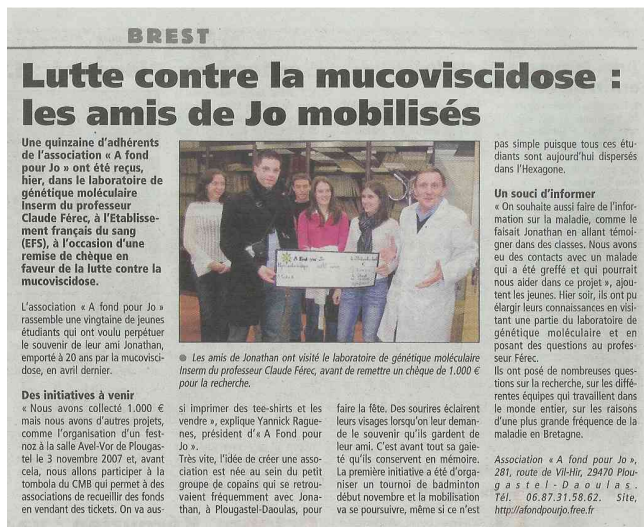 BREST
Lutte contre la mucoviscidose :
les amis de Jo mobilisés
Une quinzaine d'adhérents
de l'association « A fond
pour Jo » ont été reçus,
hier, dans le laboratoire de
génétique moléculaire
Inserm du professeur
Claude Férec, à l'Etablisse-
ment français du sang
(EFS), à l'occasion d'une
remise de chèque en
faveur de la lutte contre la
mucoviscidose.
L'association « A fond pour Jo »
rassemble une vingtaine de jeunes
étudiants qui ont voulu perpétuer
le souvenir de leur ami Jonathan,
emporté à 20 ans par la mucovisci-
dose, en avril dernier.
Des initiatives à venir
« Nous avons collecté 1.000 €
mais nous avons d'autres projets,
comme l'organisation d'un fest-
noz à la salle Avel-Vor de Plougas-
tel le 3 novembre 2007 et, avant
cela, nous allons participer à la
tombola du CMB qui permet à des
associations de recueillir des fonds
en vendant des tickets. On va aus-
A fond pour Jo
● Les amis de Jonathan ont visité le laboratoire de génétique moléculaire
Inserm du professeur Claude Férec, avant de remettre un chèque de 1.000 €
pour la recherche.
si imprimer des tee-shirts et les
vendre », explique Yannick Rague-
nes, président d'« A Fond pour
Jo ».
Très vite, l'idée de créer une asso-
ciation est née au sein du petit
groupe de copains qui se retrou-
vaient fréquemment avec Jona-
than, à Plougastel-Daoulas, pour
faire la fête. Des sourires éclairent
leurs visages lorsqu'on leur deman-
de le souvenir qu'ils gardent de
leur ami. C'est avant tout sa gaie-
té qu'ils conservent en mémoire.
La première initiative a été d'orga-
niser un tournoi de badminton
début novembre et la mobilisation
va se poursuivre, même si ce n'est
pas simple puisque tous ces étu-
diants sont aujourd'hui dispersés
dans l'Hexagone.
Un souci d'informer
« On souhaite aussi faire de l'infor-
mation sur la maladie, comme le
faisait Jonathan en allant témoi-
gner dans des classes. Nous avons
eu des contacts avec un malade
qui a été greffé et qui pourrait
nous aider dans ce projet », ajou-
tent les jeunes. Hier soir, ils ont pu
élargir leurs connaissances en visi-
tant une partie du laboratoire de
génétique moléculaire et en
posant des questions au profes-
seur Férec.
Ils ont posé de nombreuses ques-
tions sur la recherche, sur les diffé-
rentes équipes qui travaillent dans
le monde entier, sur les raisons
d'une plus grande fréquence de la
maladie en Bretagne.
Association « A fond pour Jo »,
281, route de Vil-Hir, 29470 Plou-
gastel-Daoulas.
Tél. 06.87.31.58.62. Site,
http://afondpourjo.free.fr